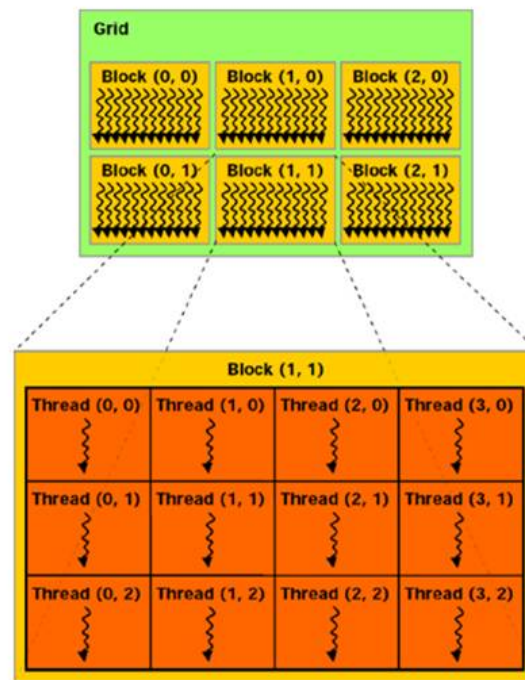 Grid
Block (0, 0) Block (1, 0) Block (2, 0)
Block (0, 1) Block (1, 1) Block (2, 1)
Block (1, 1)
Thread (0, 0) Thread (1, 0) Thread (2, 0) Thread (3, 0)
Thread (0, 1) Thread (1, 1) Thread (2, 1) Thread (3, 1)
Thread (0, 2) Thread (1, 2) Thread (2, 2) Thread (3, 2)